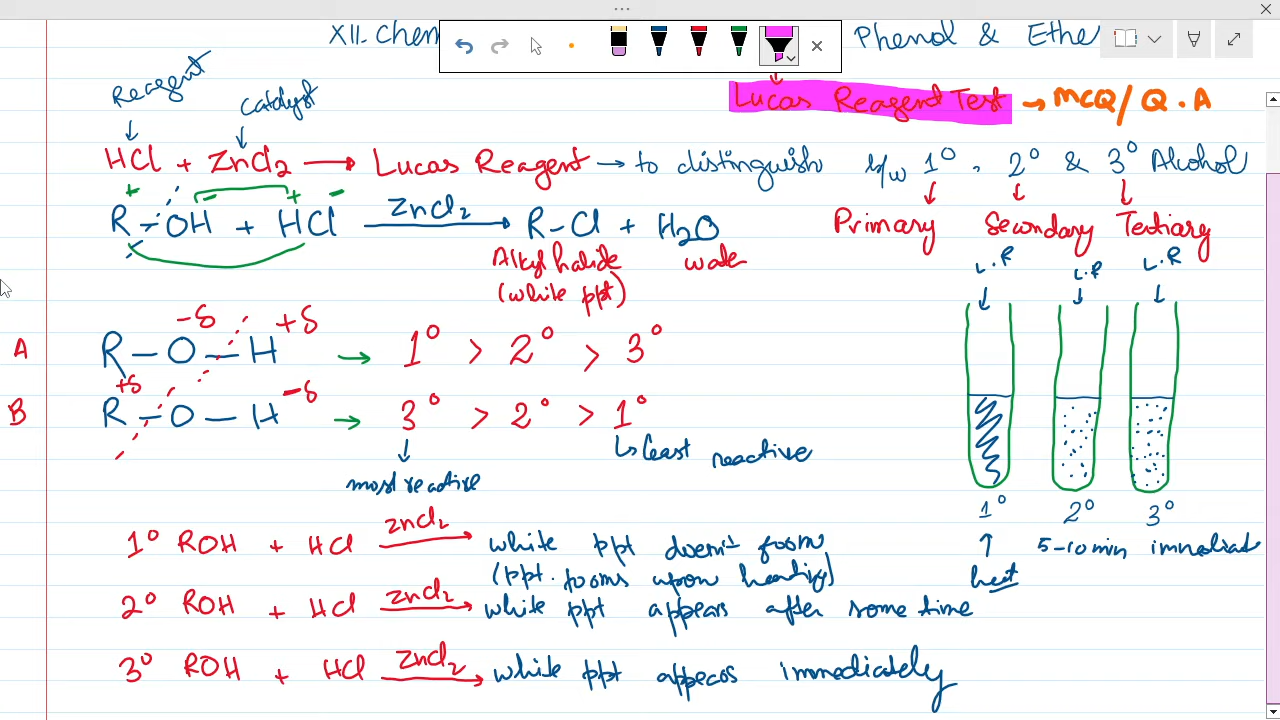 XII-Chem Phenol & Ethe
Reagent
Catalyst
Lucas Reagent Test → MCQ / Q.A
HCl + ZnCl2 → Lucas Reagent → to distinguish b/w 1°, 2° & 3° Alcohol
+ - + -
R-OH + HCl ZnCl2→ R-Cl + H2O
Primary Secondary Tertiary
Alkyl halide water
(white ppt)
L.R L.R L.R
-δ +δ
A R-O-H → 1° > 2° > 3°
+δ -δ
B R-O-H → 3° > 2° > 1°
↳least reactive
most reactive
1° 2° 3°
5-10 min immediat
heat
1° ROH + HCl ZnCl2→ white ppt doesn't form
(ppt. forms upon heating)
2° ROH + HCl ZnCl2→ white ppt appears after some time
3° ROH + HCl ZnCl2→ white ppt appears immediately